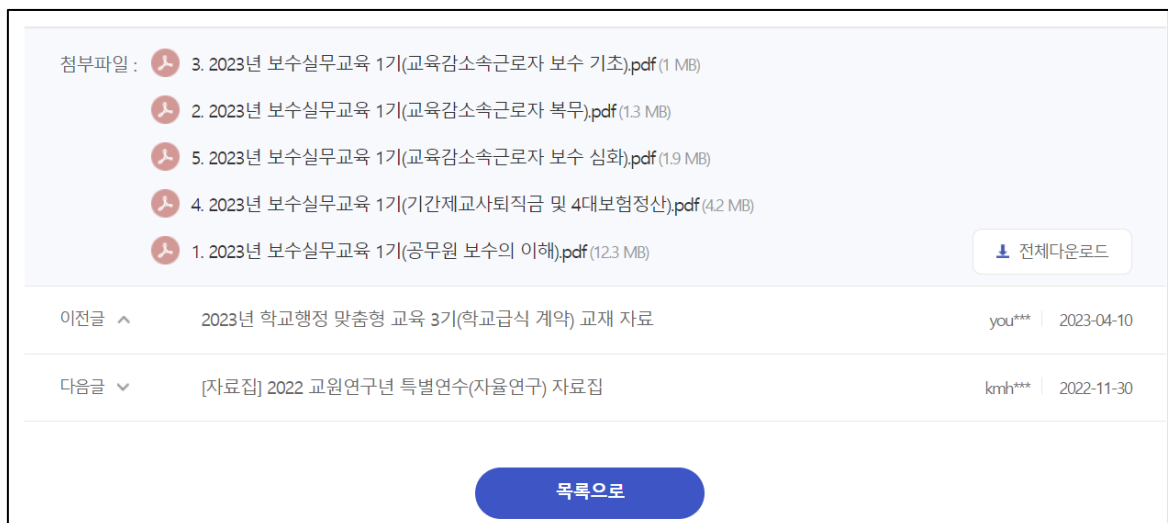 첨부파일 : 3. 2023년 보수실무교육 1기(교육감소속근로자 보수 기초).pdf (1 MB)
2. 2023년 보수실무교육 1기(교육감소속근로자 복무).pdf (1.3 MB)
5. 2023년 보수실무교육 1기(교육감소속근로자 보수 심화).pdf (1.9 MB)
4. 2023년 보수실무교육 1기(기간제교사퇴직금 및 4대보험정산).pdf (4.2 MB)
1. 2023년 보수실무교육 1기(공무원 보수의 이해).pdf (12.3 MB) 전체다운로드
이전글 2023년 학교행정 맞춤형 교육 3기(학교급식 계약) 교재 자료 you*** 2023-04-10
다음글 [자료집] 2022 교원연구년 특별연수(자율연구) 자료집 kmh*** 2022-11-30
목록으로